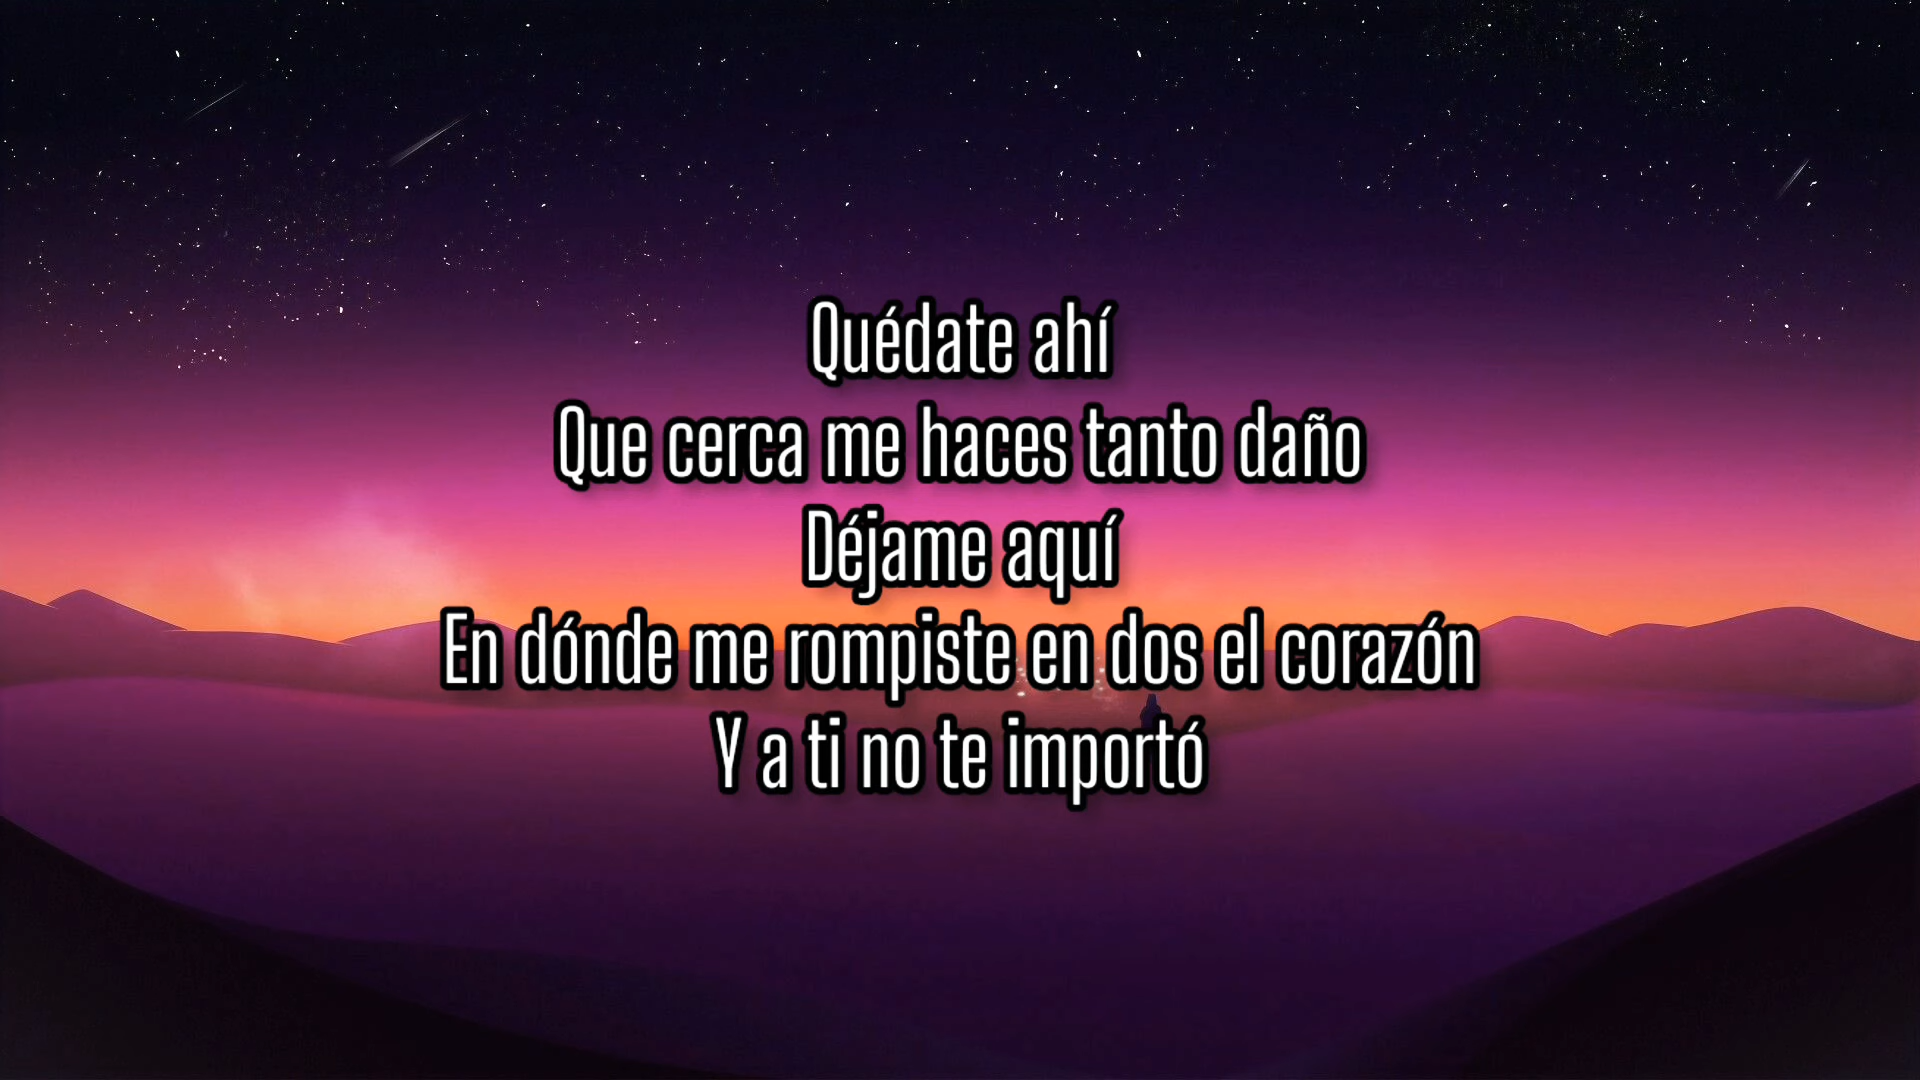 Quédate ahí
Que cerca me haces tanto daño
Déjame aquí
En dónde me rompiste en dos el corazón
Y a ti no te importó